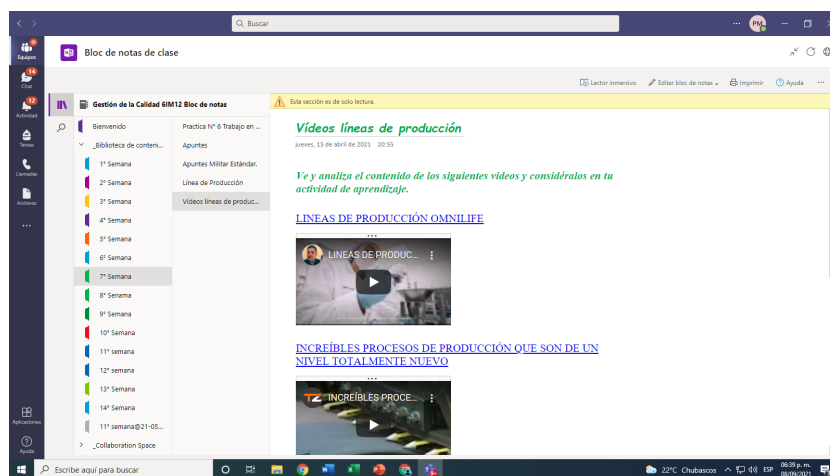 Buscar
PM
Equipos
Bloc de notas de clase
14
Chat
Lector inmersivo
Editar bloc de notas
Imprimir
Ayuda
12
Actividad
Gestión de la Calidad 6IM12 Bloc de notas
Esta sección es de solo lectura.
Tareas
Bienvenido
Practica N° 6 Trabajo en ...
Vídeos líneas de producción
_Biblioteca de conteni...
Apuntes
jueves, 15 de abril de 2021 20:55
Llamadas
1° Semana
Apuntes Militar Estándar.
Ve y analiza el contenido de los siguientes videos y considéralos en tu
actividad de aprendizaje.
2° Semana
Línea de Producción
Archivos
3° Semana
Vídeos líneas de produc...
4° Semana
LINEAS DE PRODUCCIÓN OMNILIFE
5° Semana
LINEAS DE PRODUC...
6° Semana
7° Semana
8° Senama
9° Semana
10° Semana
11° semana
INCREÍBLES PROCESOS DE PRODUCCIÓN QUE SON DE UN
NIVEL TOTALMENTE NUEVO
12° semana
13° Semana
TZ INCREÍBLES PROCE...
14° Semana
Aplicaciones
11° semana@21-05...
_Collaboration Space
Ayuda
Escribe aquí para buscar
22°C Chubascos
ESP
06:39 p. m.
08/09/2021